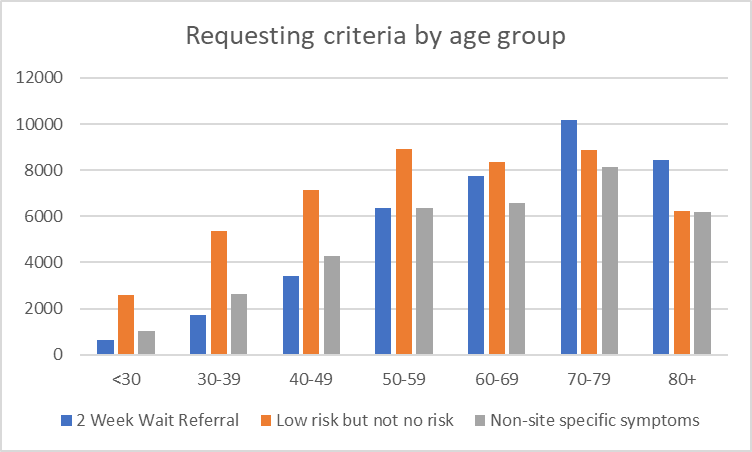 Requesting criteria by age group
12000
10000
8000
6000
4000
2000
0
<30 30-39 40-49 50-59 60-69 70-79 80+
2 Week Wait Referral Low risk but not no risk Non-site specific symptoms